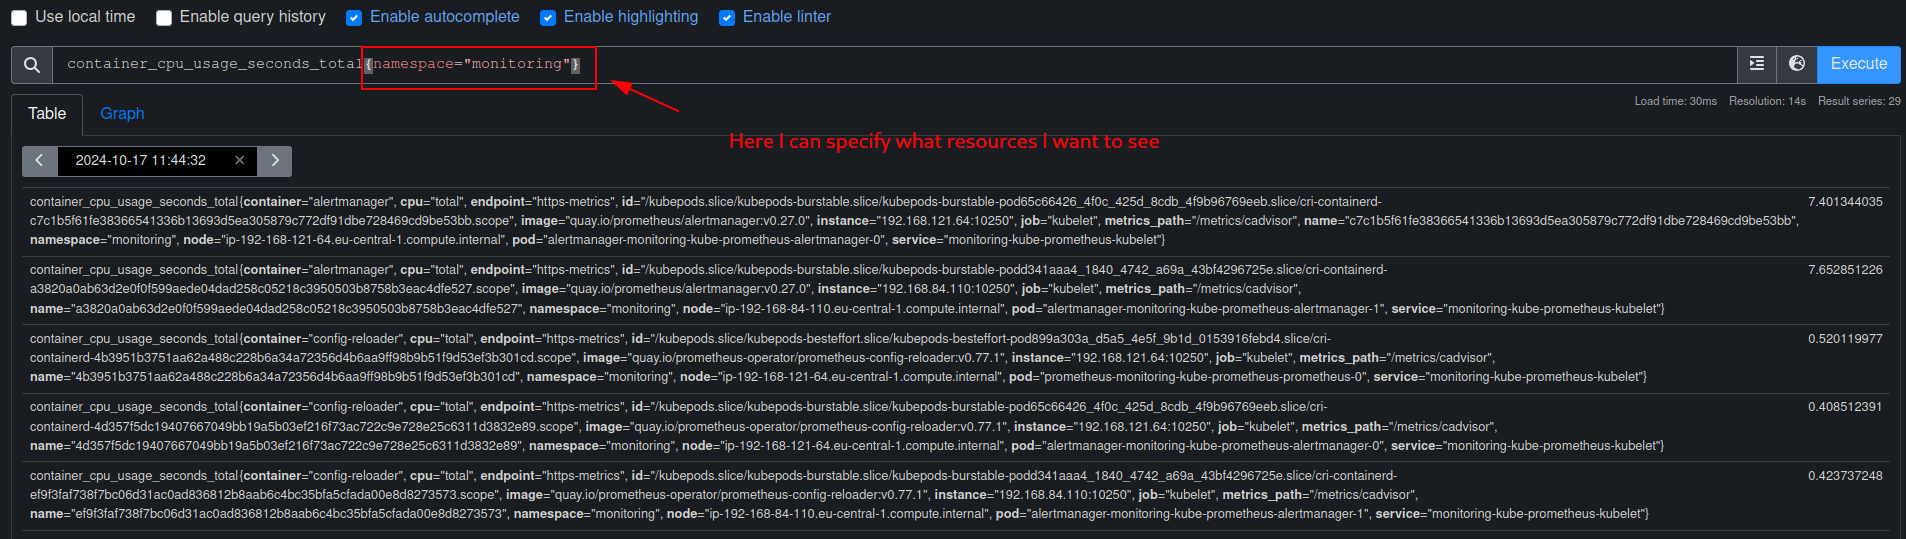 Use local time Enable query history Enable autocomplete Enable highlighting Enable linter
container_cpu_usage_seconds_total{namespace="monitoring"} Execute
Table Graph Load time: 30ms Resolution: 14s Result series: 29
Here I can specify what resources I want to see
2024-10-17 11:44:32
container_cpu_usage_seconds_total{container="alertmanager", cpu="total", endpoint="https-metrics", id="/kubepods.slice/kubepods-burstable.slice/kubepods-burstable-pod65c66426_4f0c_425d_8cdb_4f9b96769eeb.slice/cri-containerd- 7.401344035
c7c1b5f61fe38366541336b13693d5ea305879c772df91dbe728469cd9be53bb.scope", image="quay.io/prometheus/alertmanager:v0.27.0", instance="192.168.121.64:10250", job="kubelet", metrics_path="/metrics/cadvisor", name="c7c1b5f61fe38366541336b13693d5ea305879c772df91dbe728469cd9be53bb",
namespace="monitoring", node="ip-192-168-121-64.eu-central-1.compute.internal", pod="alertmanager-monitoring-kube-prometheus-alertmanager-0", service="monitoring-kube-prometheus-kubelet"}
container_cpu_usage_seconds_total{container="alertmanager", cpu="total", endpoint="https-metrics", id="/kubepods.slice/kubepods-burstable.slice/kubepods-burstable-podd341aaa4_1840_4742_a69a_43bf4296725e.slice/cri-containerd- 7.652851226
a3820a0ab63d2e0f0f599aede04dad258c05218c3950503b8758b3eac4dfe527.scope", image="quay.io/prometheus/alertmanager:v0.27.0", instance="192.168.84.110:10250", job="kubelet", metrics_path="/metrics/cadvisor",
name="a3820a0ab63d2e0f0f599aede04dad258c05218c3950503b8758b3eac4dfe527", namespace="monitoring", node="ip-192-168-84-110.eu-central-1.compute.internal", pod="alertmanager-monitoring-kube-prometheus-alertmanager-1", service="monitoring-kube-prometheus-kubelet"}
container_cpu_usage_seconds_total{container="config-reloader", cpu="total", endpoint="https-metrics", id="/kubepods.slice/kubepods-besteffort.slice/kubepods-besteffort-pod899a303a_d5a5_4e5f_9b1d_0153916febd4.slice/cri- 0.520119977
containerd-4b3951b3751aa62a488c228b6a34a72356d4b6aa9ff98b9b51f9d53ef3b301cd.scope", image="quay.io/prometheus-operator/prometheus-config-reloader:v0.77.1", instance="192.168.121.64:10250", job="kubelet", metrics_path="/metrics/cadvisor",
name="4b3951b3751aa62a488c228b6a34a72356d4b6aa9ff98b9b51f9d53ef3b301cd", namespace="monitoring", node="ip-192-168-121-64.eu-central-1.compute.internal", pod="prometheus-monitoring-kube-prometheus-prometheus-0", service="monitoring-kube-prometheus-kubelet"}
container_cpu_usage_seconds_total{container="config-reloader", cpu="total", endpoint="https-metrics", id="/kubepods.slice/kubepods-burstable.slice/kubepods-burstable-pod65c66426_4f0c_425d_8cdb_4f9b96769eeb.slice/cri- 0.408512391
containerd-4d357f5dc19407667049bb19a5b03ef216f73ac722c9e728e25c6311d3832e89.scope", image="quay.io/prometheus-operator/prometheus-config-reloader:v0.77.1", instance="192.168.121.64:10250", job="kubelet", metrics_path="/metrics/cadvisor",
name="4d357f5dc19407667049bb19a5b03ef216f73ac722c9e728e25c6311d3832e89", namespace="monitoring", node="ip-192-168-121-64.eu-central-1.compute.internal", pod="alertmanager-monitoring-kube-prometheus-alertmanager-0", service="monitoring-kube-prometheus-kubelet"}
container_cpu_usage_seconds_total{container="config-reloader", cpu="total", endpoint="https-metrics", id="/kubepods.slice/kubepods-burstable.slice/kubepods-burstable-podd341aaa4_1840_4742_a69a_43bf4296725e.slice/cri-containerd- 0.423737248
ef9f3faf738f7bc06d31ac0ad836812b8aab6c4bc35bfa5cfada00e8d8273573.scope", image="quay.io/prometheus-operator/prometheus-config-reloader:v0.77.1", instance="192.168.84.110:10250", job="kubelet", metrics_path="/metrics/cadvisor",
name="ef9f3faf738f7bc06d31ac0ad836812b8aab6c4bc35bfa5cfada00e8d8273573", namespace="monitoring", node="ip-192-168-84-110.eu-central-1.compute.internal", pod="alertmanager-monitoring-kube-prometheus-alertmanager-1", service="monitoring-kube-prometheus-kubelet"}